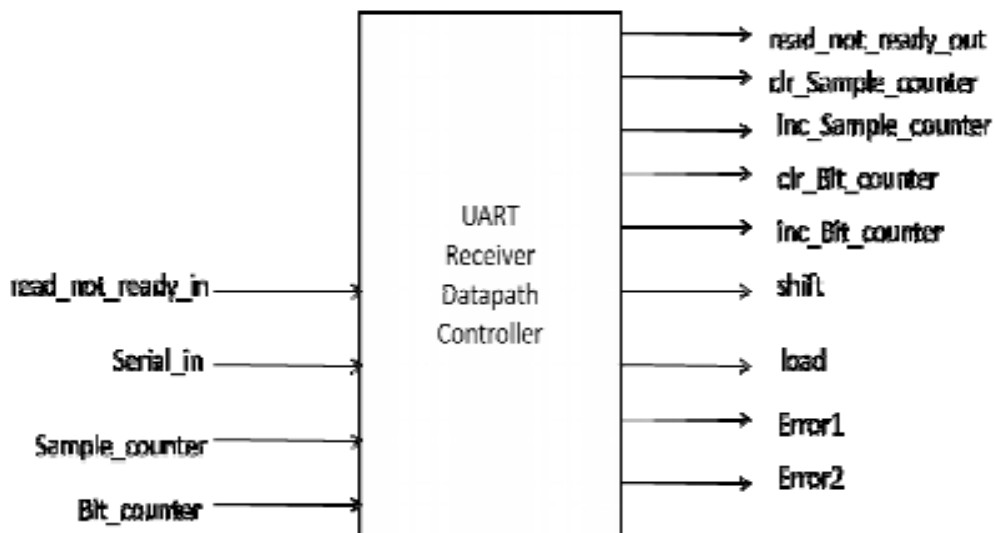 read_not_ready_out
clr_Sample_counter
Inc_Sample_counter
clr_Bit_counter
inc_Bit_counter
UART
Receiver
Datapath
Controller
read_not_ready_in
shift
Serial_in
load
Sample_counter
Error1
Bit_counter
Error2